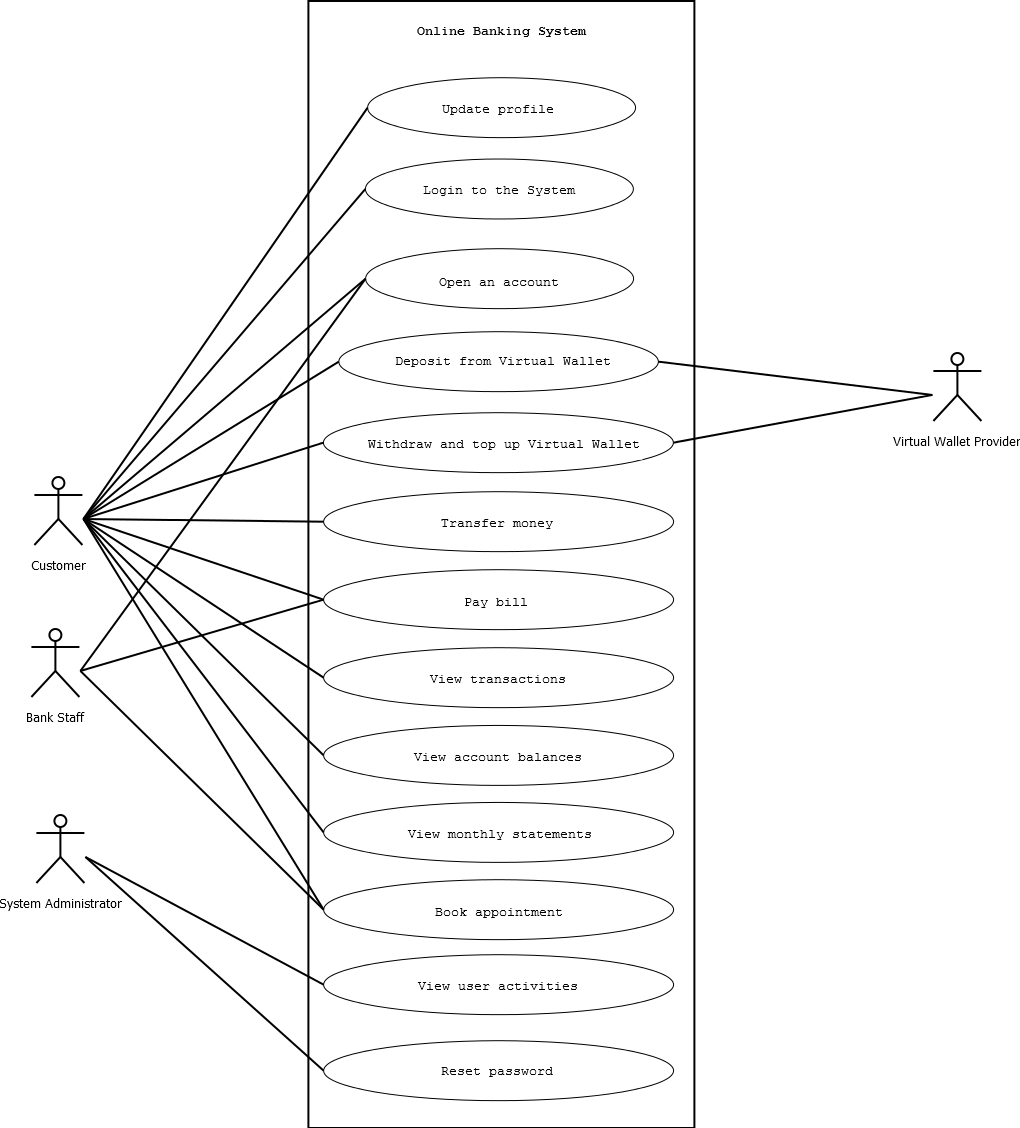 Online Banking System
Update profile
Login to the System
Open an account
Deposit from Virtual Wallet
Withdraw and top up Virtual Wallet
Virtual Wallet Provider
Transfer money
Customer
Pay bill
View transactions
Bank Staff
View account balances
View monthly statements
System Administrator
Book appointment
View user activities
Reset password